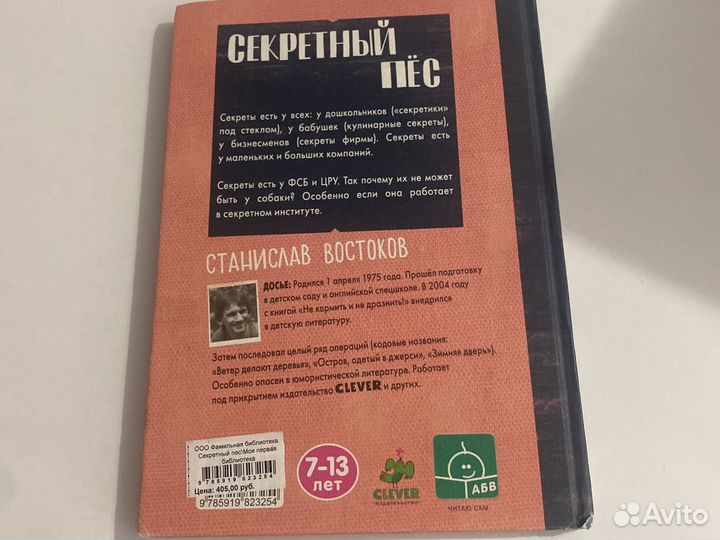 СЕКРЕТНЫЙ
ПЁС
Секреты есть у всех: у дошкольников («секретики»
под стеклом), у бабушек (кулинарные секреты),
у бизнесменов (секреты фирмы). Секреты есть
у маленьких и больших компаний.
Секреты есть у ФСБ и ЦРУ. Так почему их не может
быть у собаки? Особенно если она работает
в секретном институте.
СТАНИСЛАВ ВОСТОКОВ
ДОСЬЕ: Родился 1 апреля 1975 года. Прошёл подготовку
в детском саду и английской спецшколе. В 2004 году
с книгой «Не кормить и не дразнить!» внедрился
в детскую литературу.
Затем последовал целый ряд операций (кодовые названия:
«Ветер делают деревья», «Остров, одетый в джерси», «Зимняя дверь»).
Особенно опасен в юмористической литературе. Работает
под прикрытием издательства CLEVER и других.
ООО Фамильная библиотека
Секретный пес\Моя первая
библиотека
9785919823254
Цена: 405,00 руб.
9 785919 823254
7-13
лет
CLEVER
издательство
АБВ
ЧИТАЮ САМ
Avito